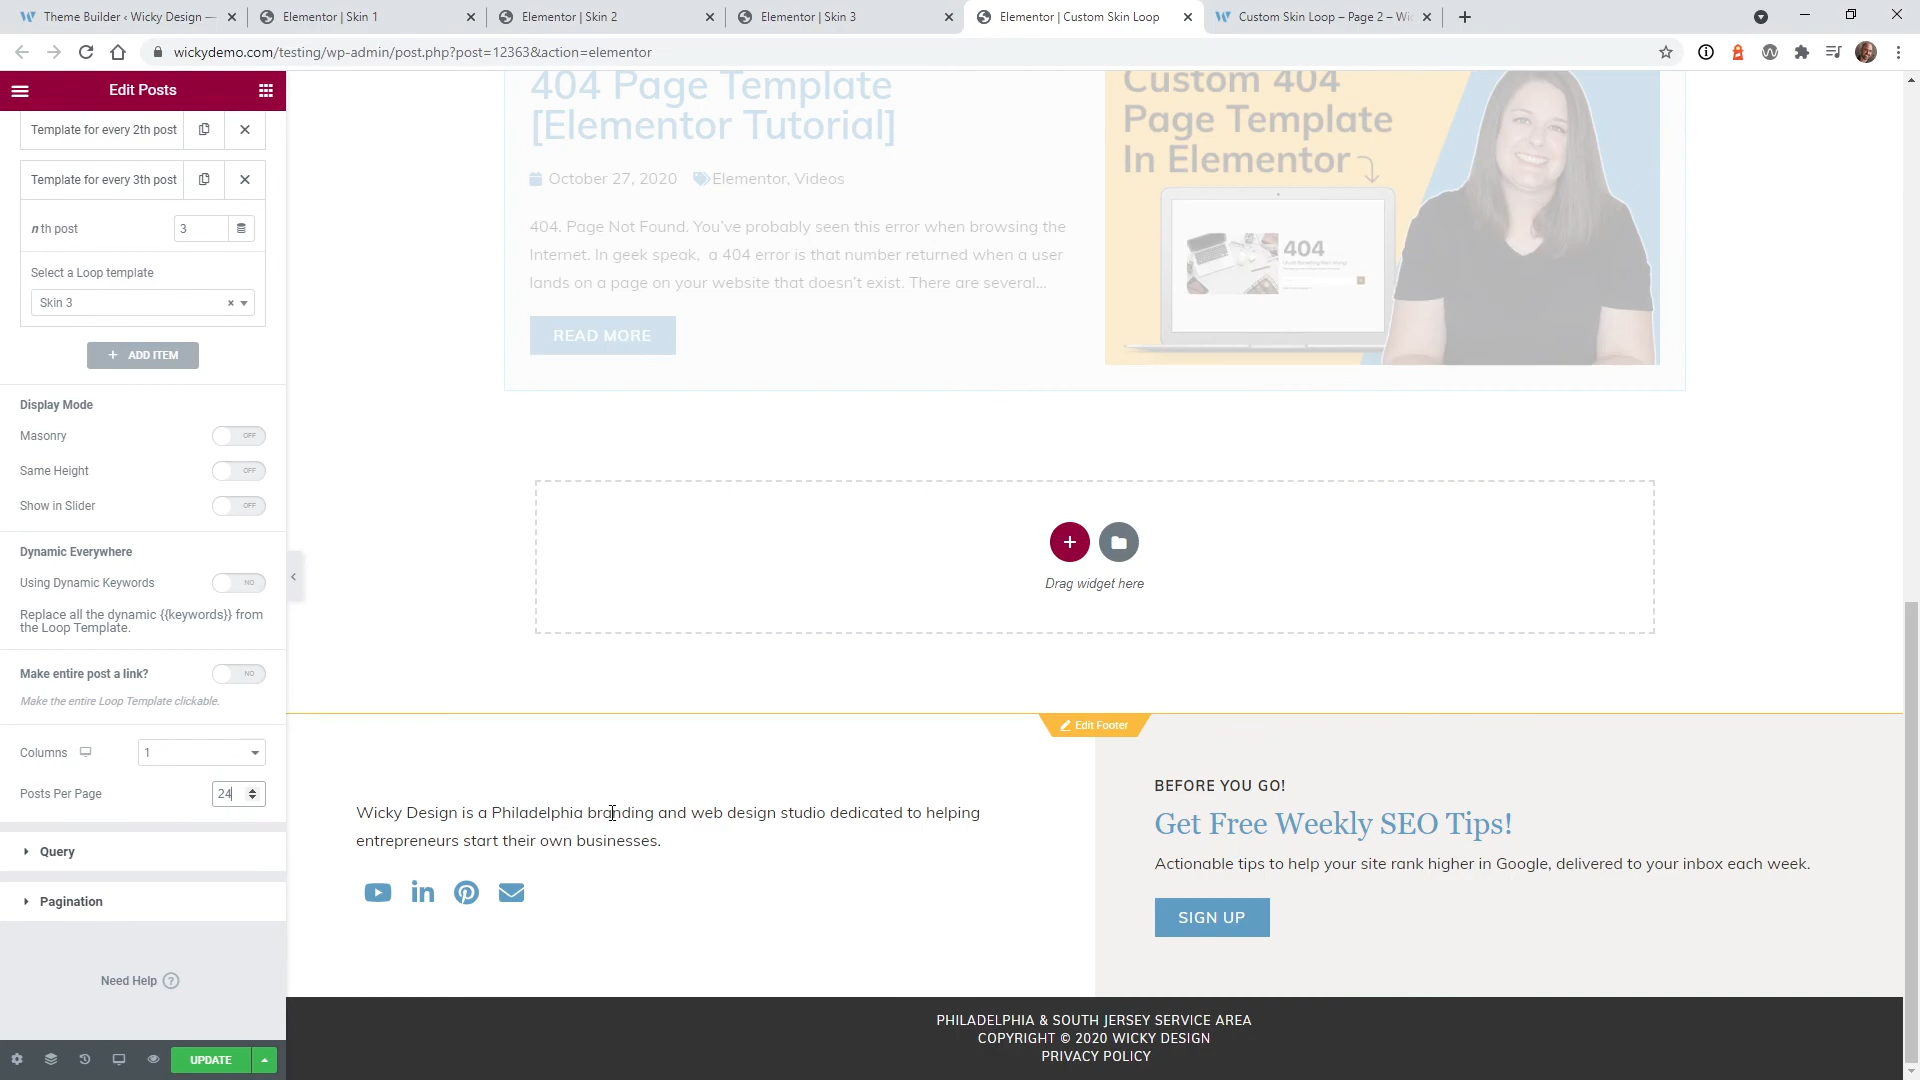 Theme Builder ‹ Wicky Design —
Elementor | Skin 1
Elementor | Skin 2
Elementor | Skin 3
Elementor | Custom Skin Loop
Custom Skin Loop – Page 2 – Wi
wickydemo.com/testing/wp-admin/post.php?post=12363&action=elementor
Edit Posts
Template for every 2th post
Template for every 3th post
nth post
3
Select a Loop template
Skin 3
ADD ITEM
Display Mode
Masonry
OFF
Same Height
OFF
Show in Slider
OFF
Dynamic Everywhere
Using Dynamic Keywords
NO
Replace all the dynamic {{keywords}} from
the Loop Template.
Make entire post a link?
NO
Make the entire Loop Template clickable.
Columns
1
Posts Per Page
24
Query
Pagination
Need Help
UPDATE
404 Page Template
[Elementor Tutorial]
October 27, 2020
Elementor, Videos
404. Page Not Found. You've probably seen this error when browsing the
Internet. In geek speak, a 404 error is that number returned when a user
lands on a page on your website that doesn't exist. There are several...
READ MORE
Custom 404
Page Template
In Elementor
404
Drag widget here
Edit Footer
Wicky Design is a Philadelphia branding and web design studio dedicated to helping
entrepreneurs start their own businesses.
BEFORE YOU GO!
Get Free Weekly SEO Tips!
Actionable tips to help your site rank higher in Google, delivered to your inbox each week.
SIGN UP
PHILADELPHIA & SOUTH JERSEY SERVICE AREA
COPYRIGHT © 2020 WICKY DESIGN
PRIVACY POLICY